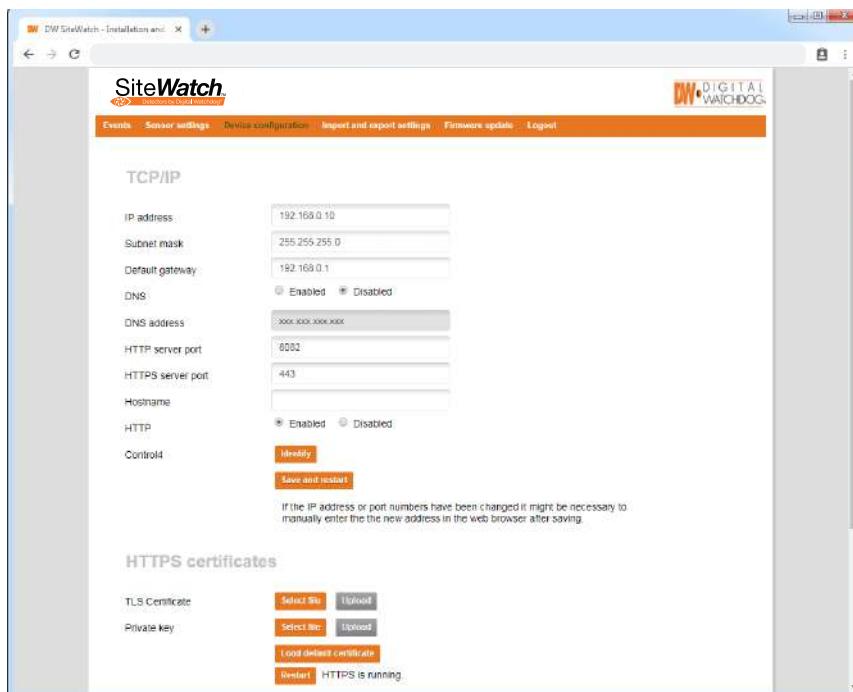 DW SiteWatch - Installation and
SiteWatch
Detectors by Digital Watchdog
DW DIGITAL WATCHDOG
Events Sensor settings Device configuration Import and export settings Firmware update Logout
TCP/IP
IP address 192.168.0.10
Subnet mask 255.255.255.0
Default gateway 192.168.0.1
DNS Enabled Disabled
DNS address xxx.xxx.xxx.xxx
HTTP server port 8082
HTTPS server port 443
Hostname
HTTP Enabled Disabled
Control4 Identify
Save and restart
If the IP address or port numbers have been changed it might be necessary to
manually enter the the new address in the web browser after saving.
HTTPS certificates
TLS Certificate Select file Upload
Private key Select file Upload
Load default certificate
Restart HTTPS is running.